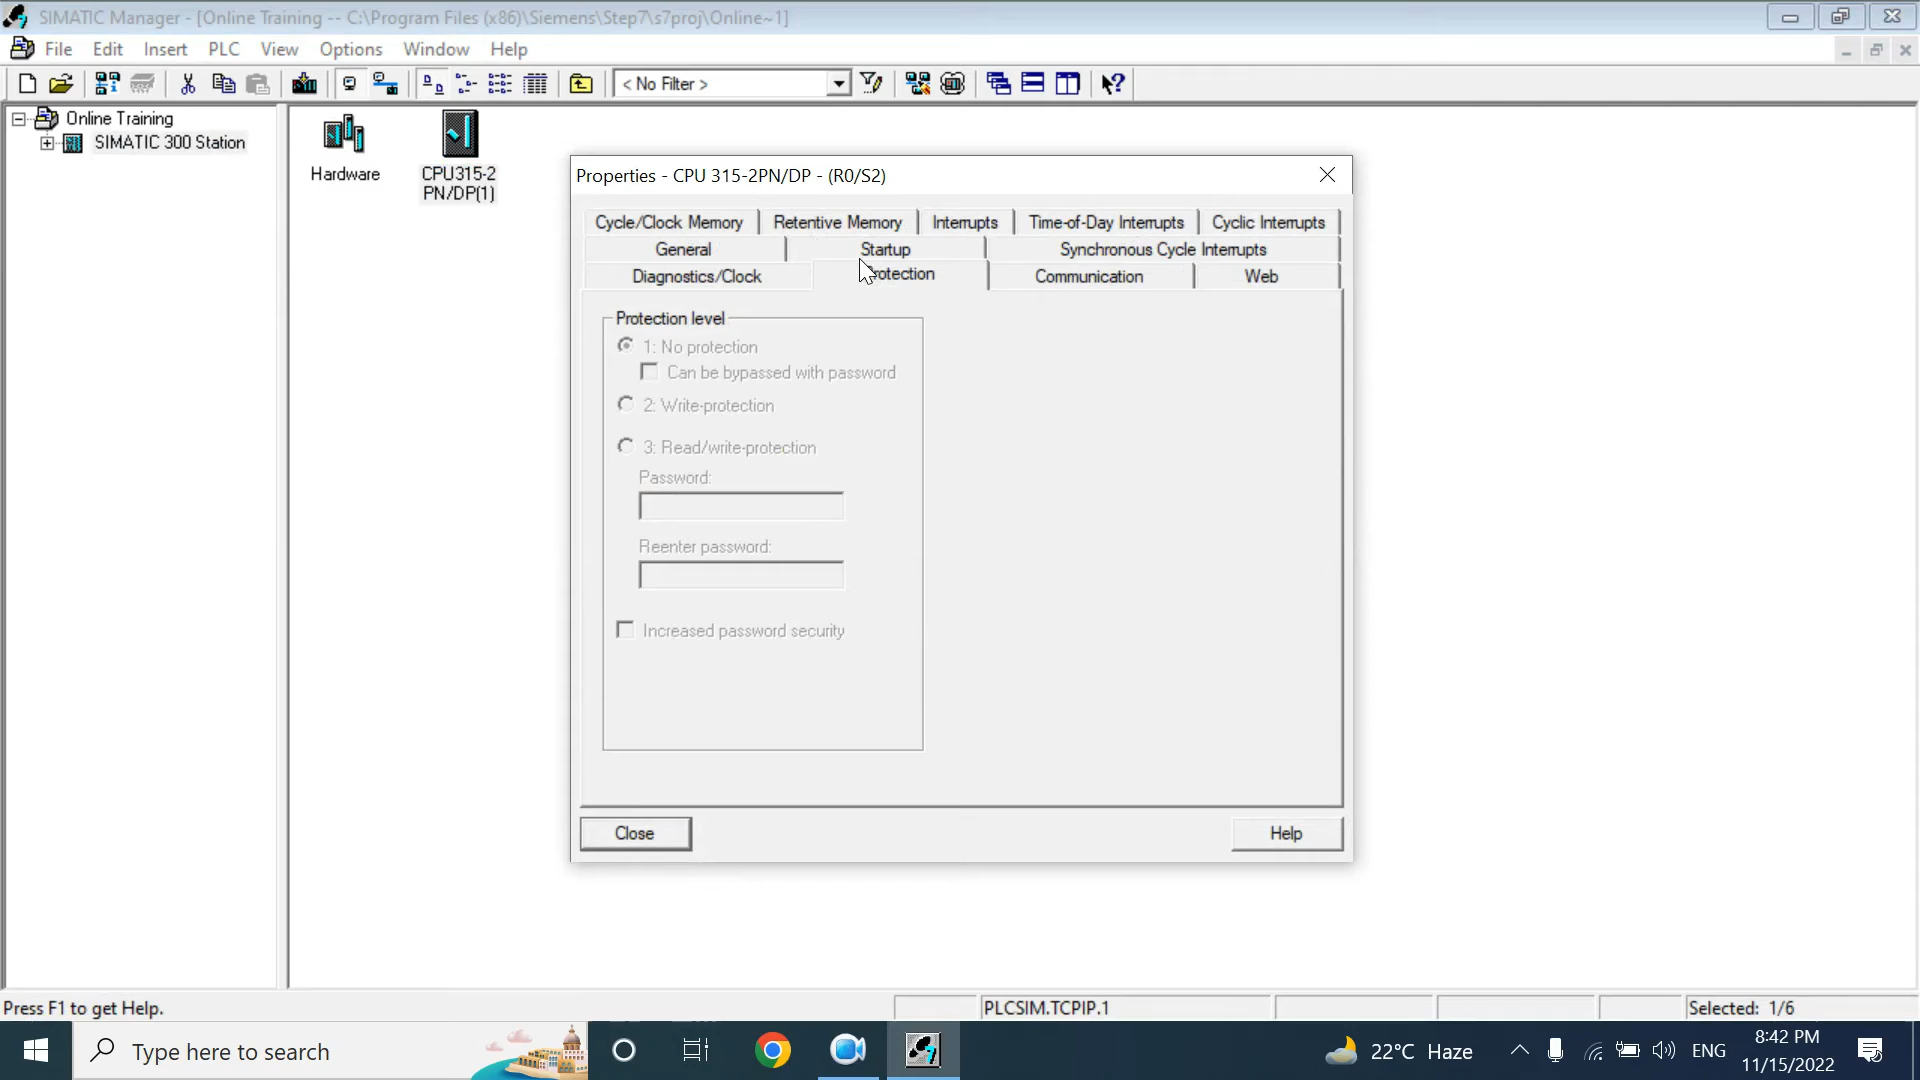 SIMATIC Manager - [Online Training -- C:\Program Files (x86)\Siemens\Step7\s7proj\Online~1]
File Edit Insert PLC View Options Window Help
< No Filter >
Online Training
SIMATIC 300 Station
Hardware
CPU315-2
PN/DP(1)
Properties - CPU 315-2PN/DP - (R0/S2)
Cycle/Clock Memory Retentive Memory Interrupts Time-of-Day Interrupts Cyclic Interrupts
General Startup Synchronous Cycle Interrupts
Diagnostics/Clock Protection Communication Web
Protection level
1: No protection
Can be bypassed with password
2: Write-protection
3: Read/write-protection
Password:
Reenter password:
Increased password security
Close Help
Press F1 to get Help. PLCSIM.TCPIP.1 Selected: 1/6
Type here to search
22°C Haze
ENG
8:42 PM
11/15/2022